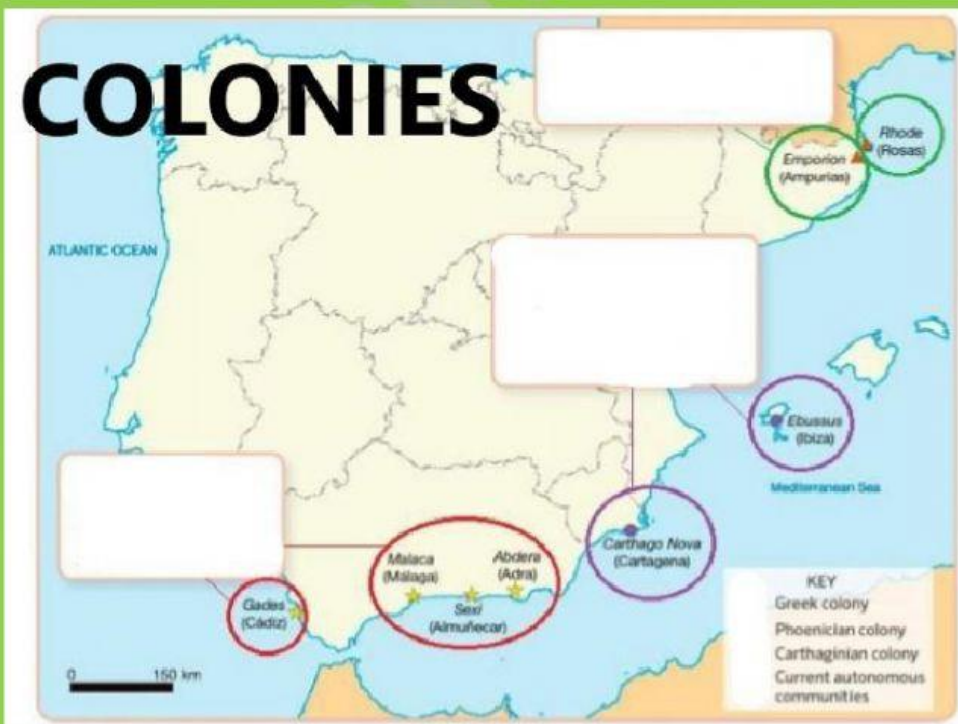 COLONIES
Rhode
(Rosas)
Emporion
(Ampurias)
ATLANTIC OCEAN
Ebussus
(Ibiza)
Mediterranean Sea
Carthago Nova
(Cartagena)
Malaca
(Málaga)
Abdera
(Adra)
Sexi
(Almuñecar)
Gades
(Cádiz)
0 150 km
KEY
Greek colony
Phoenician colony
Carthaginian colony
Current autonomous
communities